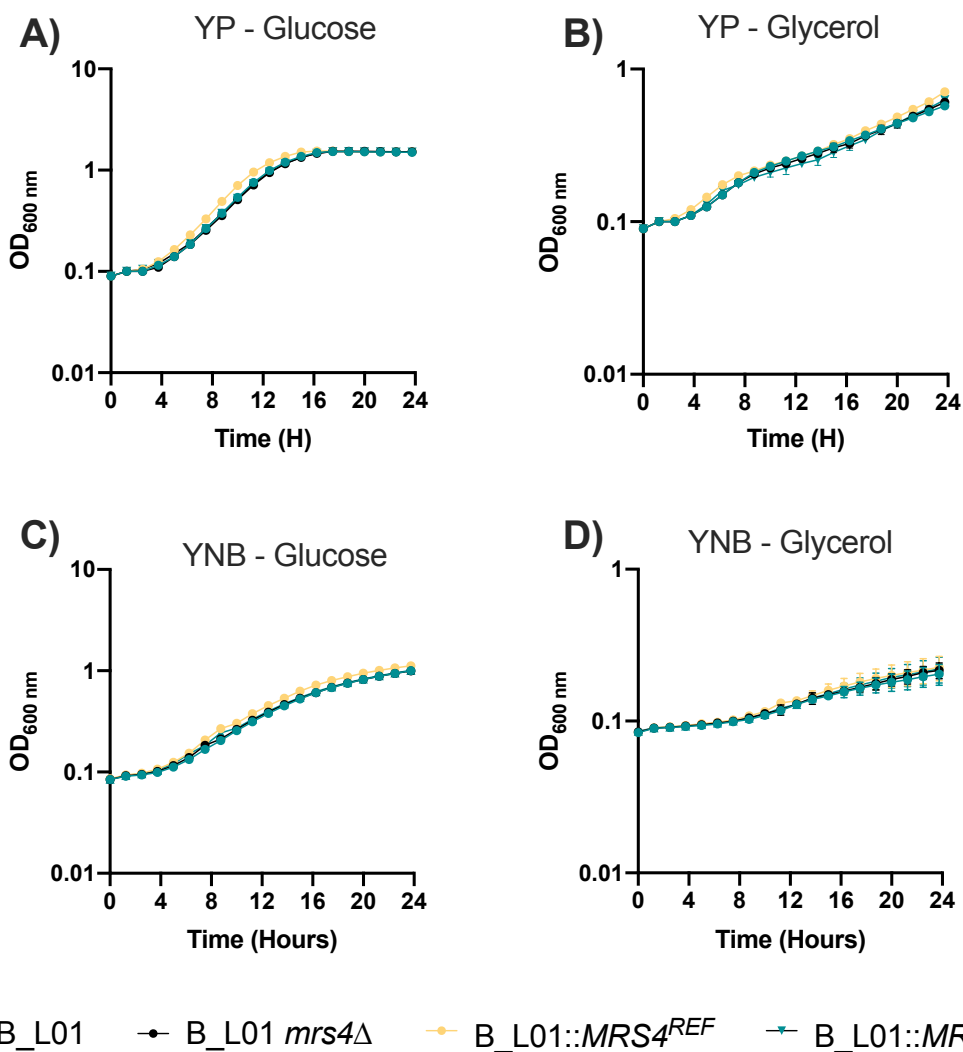 A) YP - Glucose
B) YP - Glycerol
OD600 nm
10
1
0.1
0.01
0 4 8 12 16 20 24
Time (H)
OD600 nm
1
0.1
0.01
0 4 8 12 16 20 24
Time (H)
C) YNB - Glucose
D) YNB - Glycerol
OD600 nm
10
1
0.1
0.01
0 4 8 12 16 20 24
Time (Hours)
OD600 nm
1
0.1
0.01
0 4 8 12 16 20 24
Time (Hours)
B_L01 B_L01 mrs4Δ B_L01::MRS4REF B_L01::MR